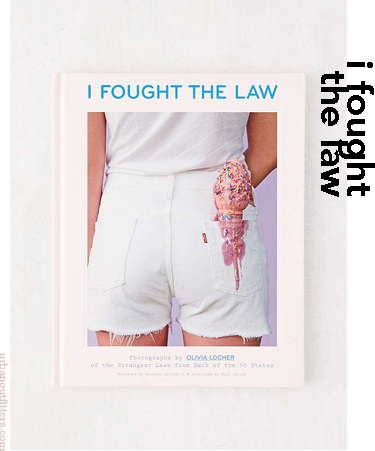 I FOUGHT THE LAW
Photographs by OLIVIA LOCHER
of the Strangest Laws from Each of the 50 States
i fought
the law
urbanoutfitters.com